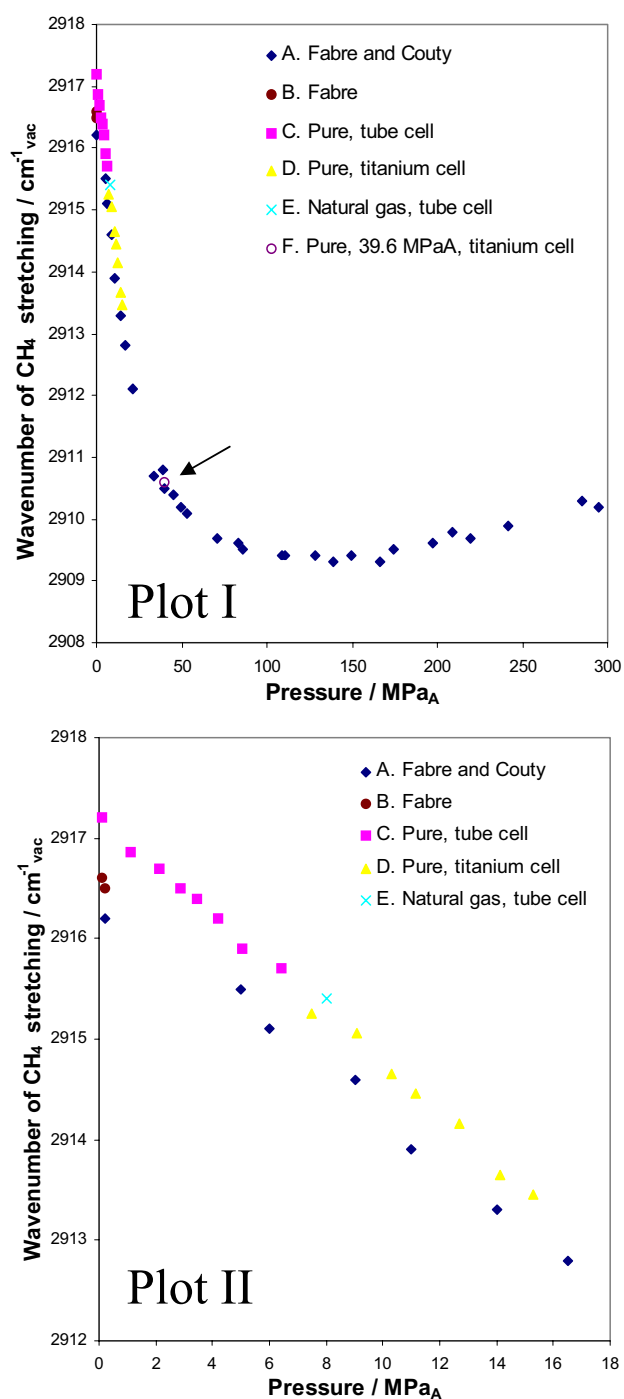 2918
2917
2916
2915
2914
2913
2912
2911
2910
2909
2908
Wavenumber of CH₄ stretching / cm⁻¹ vac
A. Fabre and Couty
B. Fabre
C. Pure, tube cell
D. Pure, titanium cell
E. Natural gas, tube cell
F. Pure, 39.6 MPaA, titanium cell
Plot I
0 50 100 150 200 250 300
Pressure / MPaA
2918
2917
2916
2915
2914
2913
2912
Wavenumber of CH₄ stretching / cm⁻¹ vac
A. Fabre and Couty
B. Fabre
C. Pure, tube cell
D. Pure, titanium cell
E. Natural gas, tube cell
Plot II
0 2 4 6 8 10 12 14 16 18
Pressure / MPaA